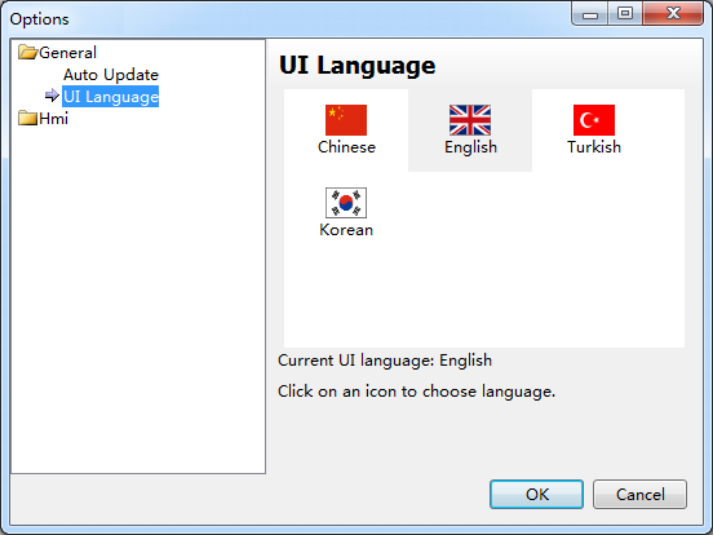 Options
General
Auto Update
UI Language
Hmi
UI Language
Chinese
English
Turkish
Korean
Current UI language: English
Click on an icon to choose language.
OK
Cancel